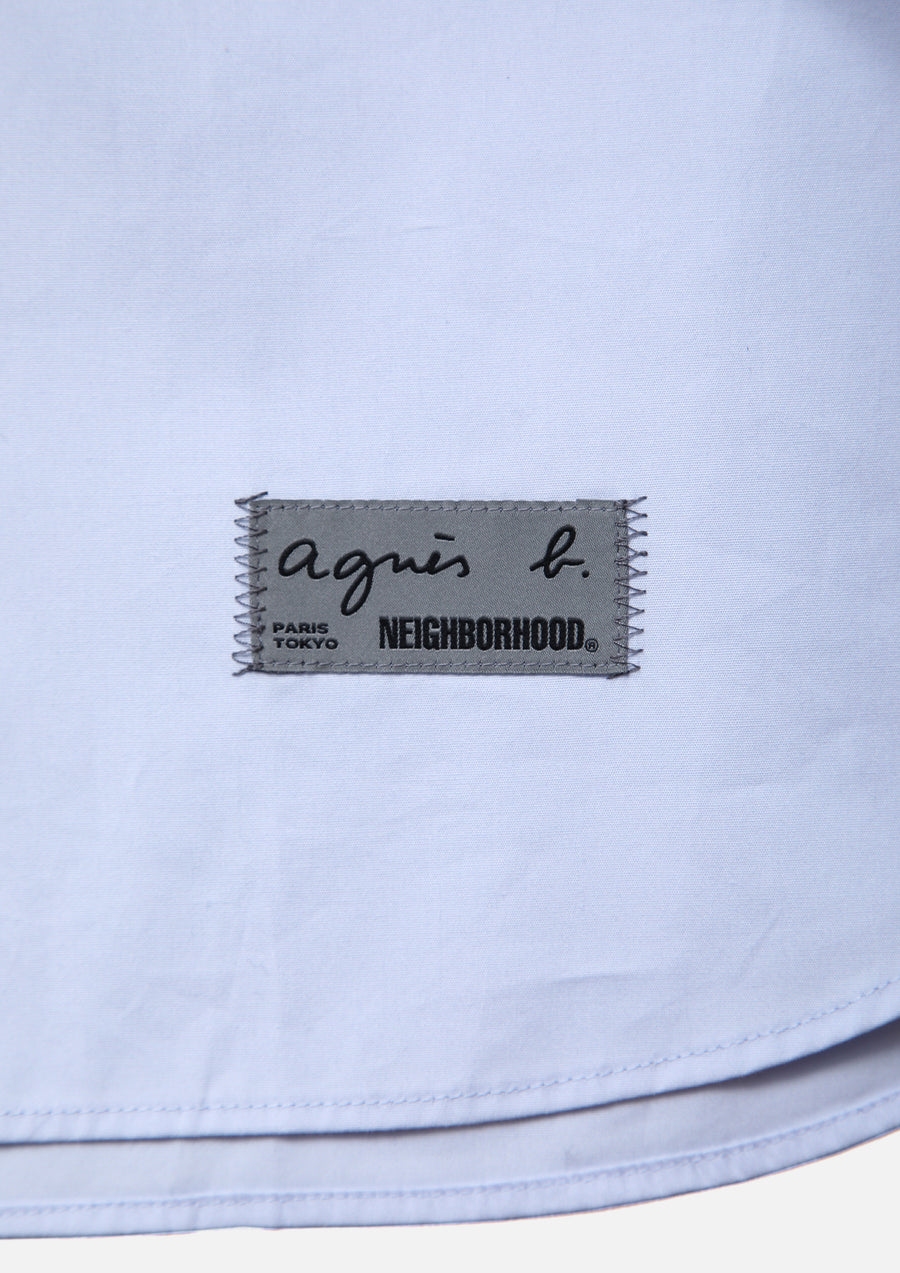 agnès b.
PARIS
TOKYO
NEIGHBORHOOD®